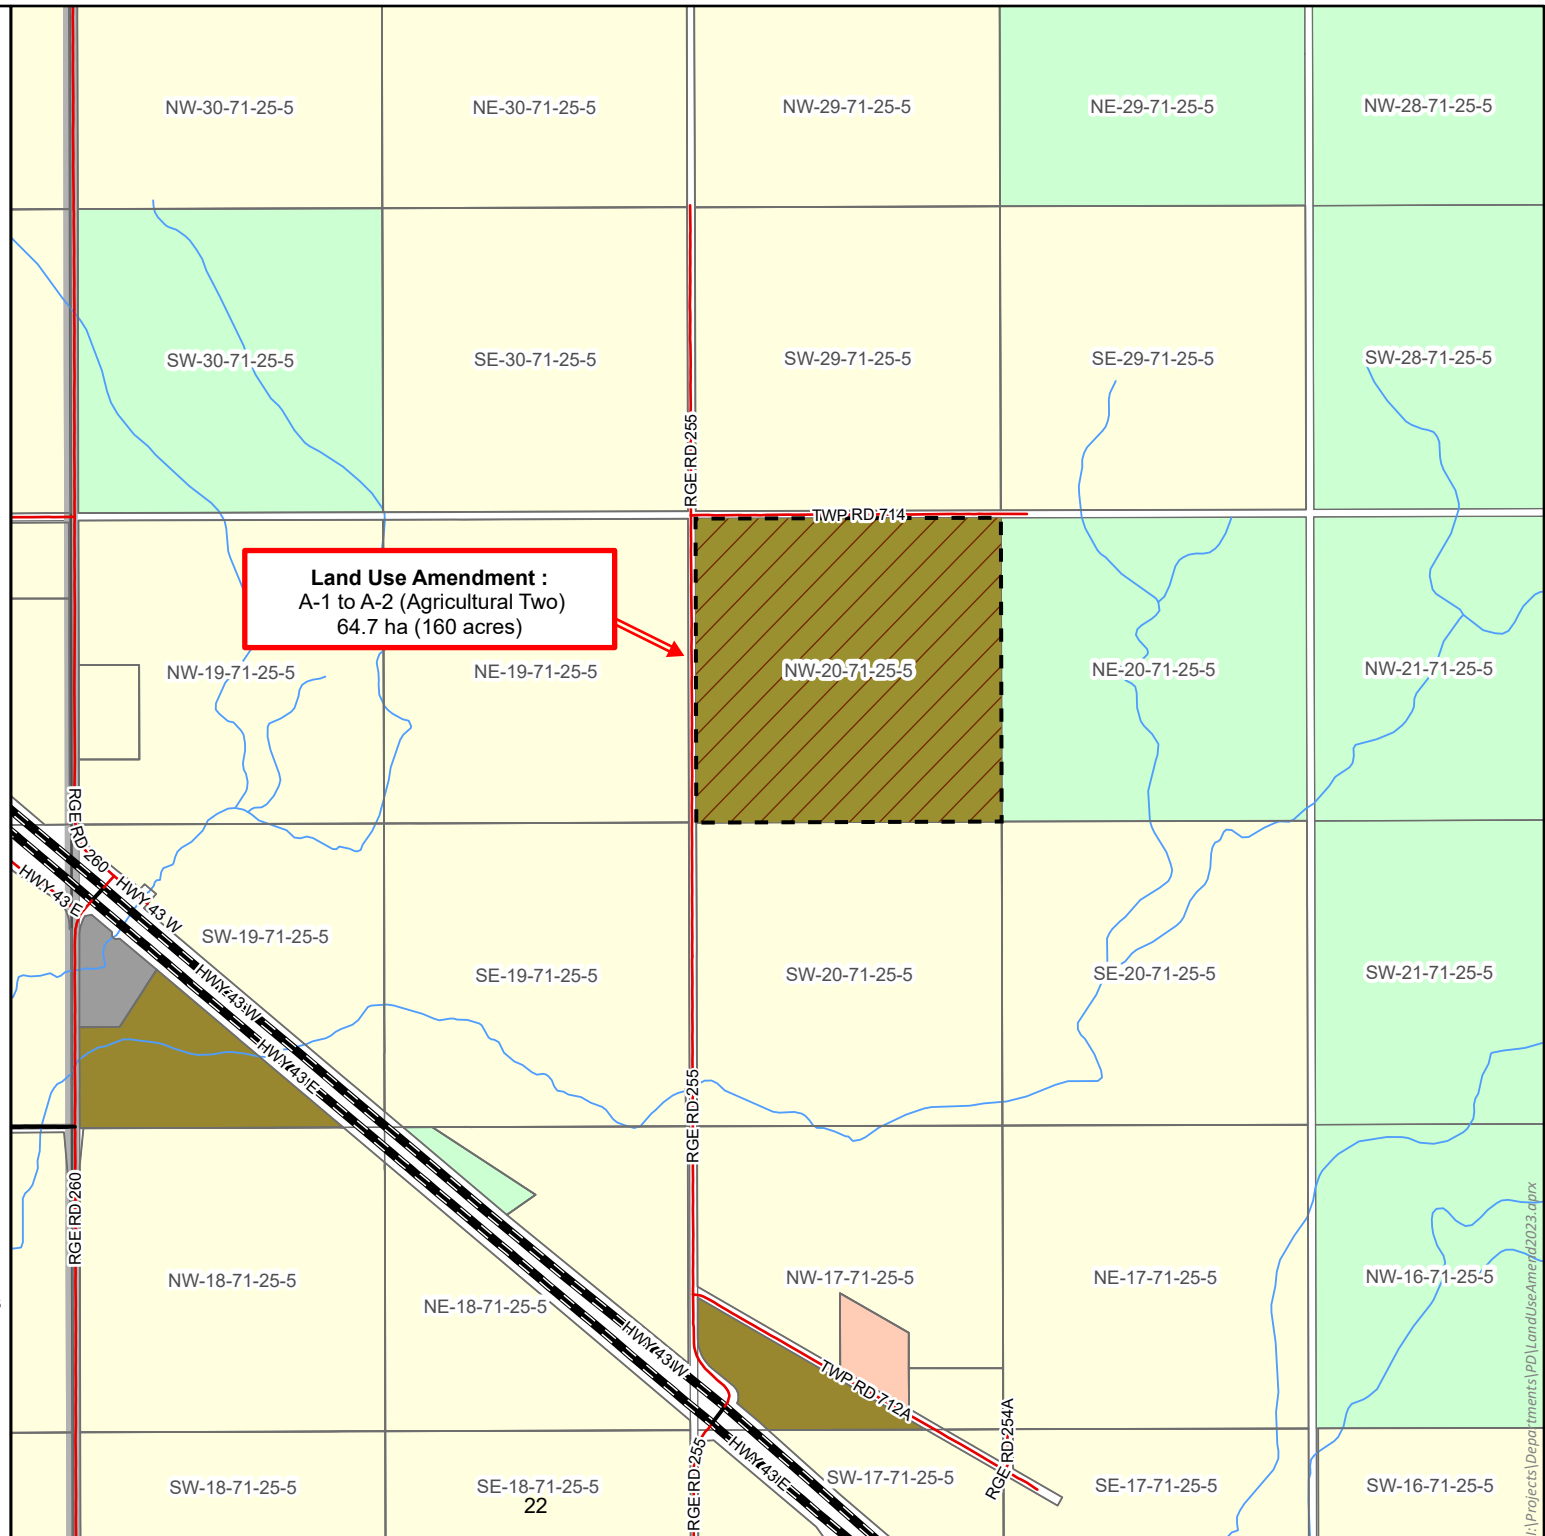 NW-30-71-25-5
NE-30-71-25-5
NW-29-71-25-5
NE-29-71-25-5
NW-28-71-25-5
SW-30-71-25-5
SE-30-71-25-5
SW-29-71-25-5
SE-29-71-25-5
SW-28-71-25-5
RGE RD 255
TWP RD 714
Land Use Amendment :
A-1 to A-2 (Agricultural Two)
64.7 ha (160 acres)
NW-19-71-25-5
NE-19-71-25-5
NW-20-71-25-5
NE-20-71-25-5
NW-21-71-25-5
RGE RD 260
HWY 43 E
HWY 43 W
SW-19-71-25-5
SE-19-71-25-5
SW-20-71-25-5
SE-20-71-25-5
SW-21-71-25-5
HWY 43 W
HWY 43 E
RGE RD 255
RGE RD 260
NW-18-71-25-5
NE-18-71-25-5
NW-17-71-25-5
NE-17-71-25-5
NW-16-71-25-5
HWY 43 W
TWP RD 712A
RGE RD 254A
RGE RD 255
HWY 43 E
SW-18-71-25-5
SE-18-71-25-5
SW-17-71-25-5
SE-17-71-25-5
SW-16-71-25-5
22
I:\Projects\Departments\PD\LandUseAmend2023.aprx